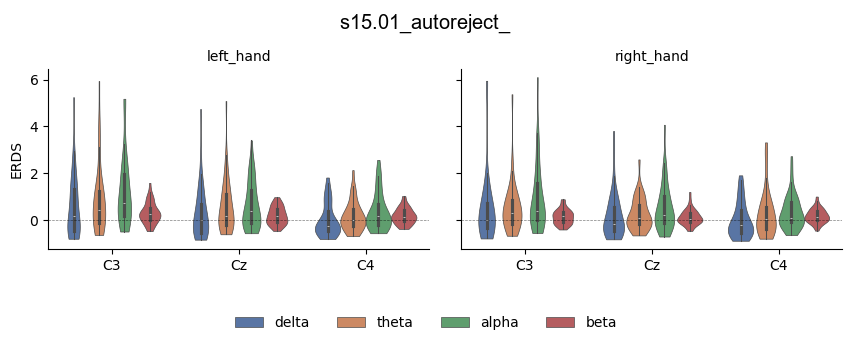 s15.01_autoreject_
left_hand
right_hand
ERDS
6
4
2
0
C3 Cz C4
C3 Cz C4
delta theta alpha beta